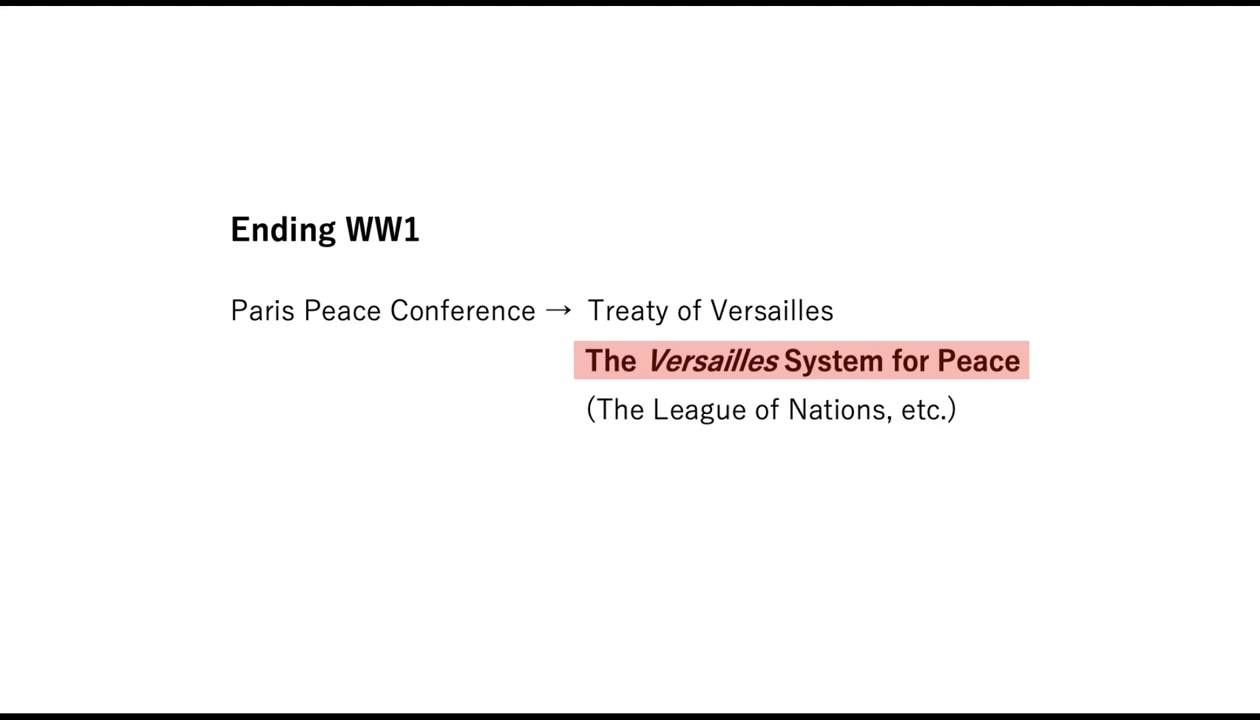 Ending WW1
Paris Peace Conference → Treaty of Versailles
The Versailles System for Peace
(The League of Nations, etc.)